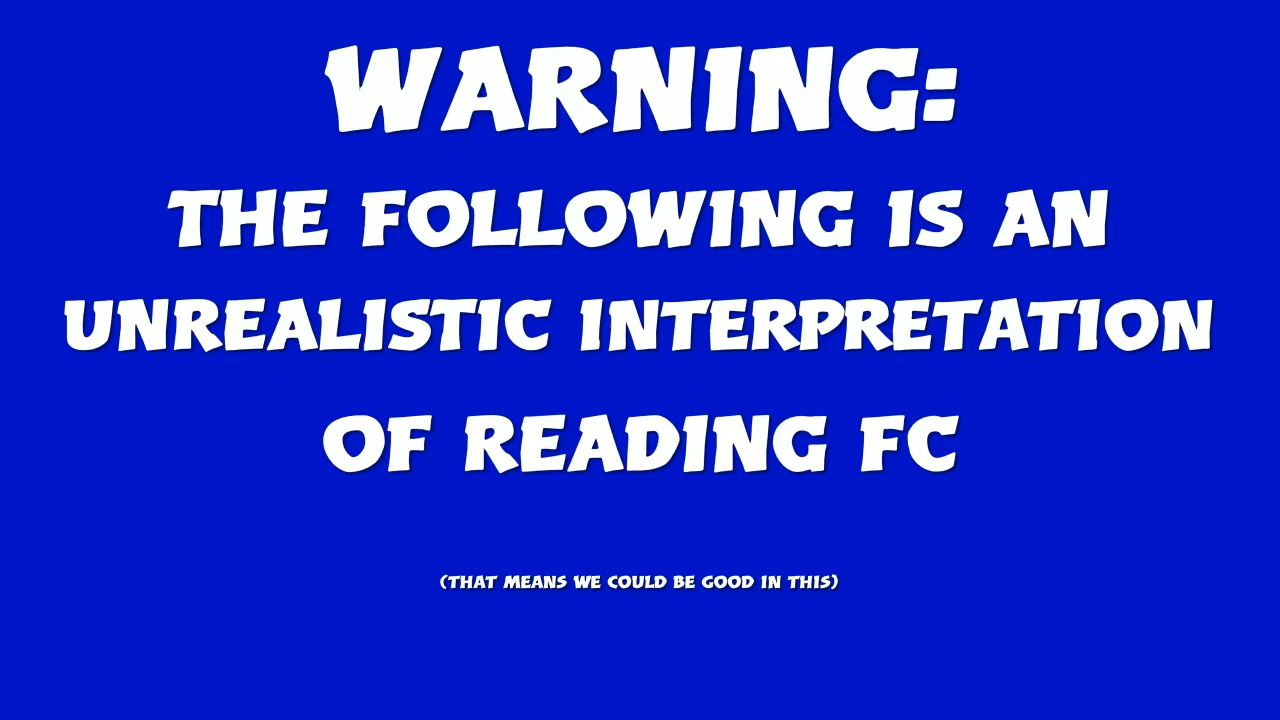 WARNING:
THE FOLLOWING IS AN
UNREALISTIC INTERPRETATION
OF READING FC
(THAT MEANS WE COULD BE GOOD IN THIS)